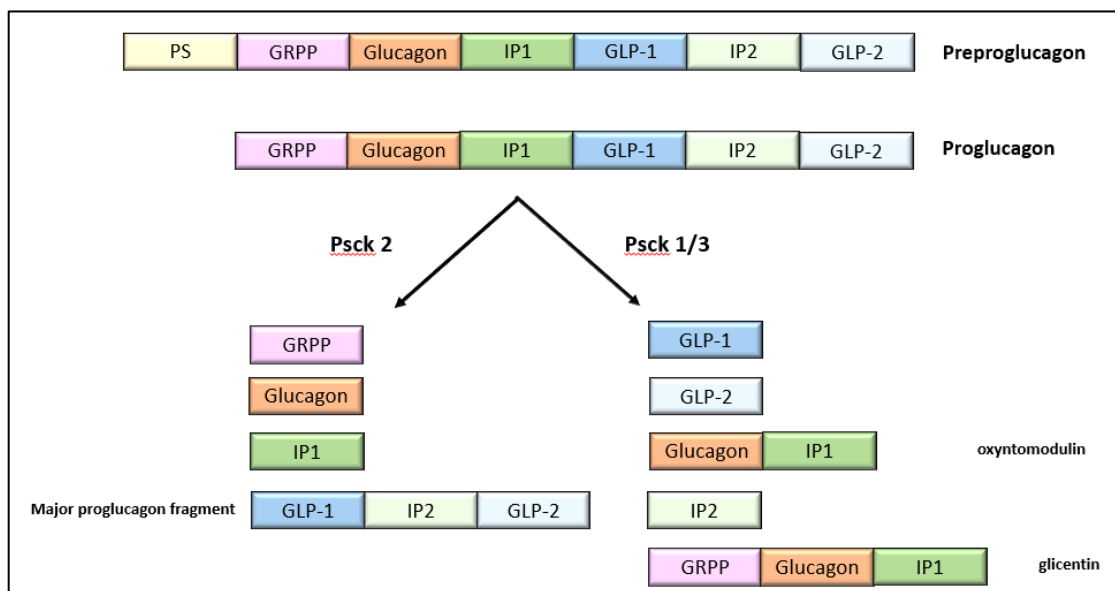 PS GRPP Glucagon IP1 GLP-1 IP2 GLP-2 Preproglucagon
GRPP Glucagon IP1 GLP-1 IP2 GLP-2 Proglucagon
Psck 2 Psck 1/3
GRPP GLP-1
Glucagon GLP-2
IP1 Glucagon IP1 oxyntomodulin
Major proglucagon fragment GLP-1 IP2 GLP-2 IP2
GRPP Glucagon IP1 glicentin